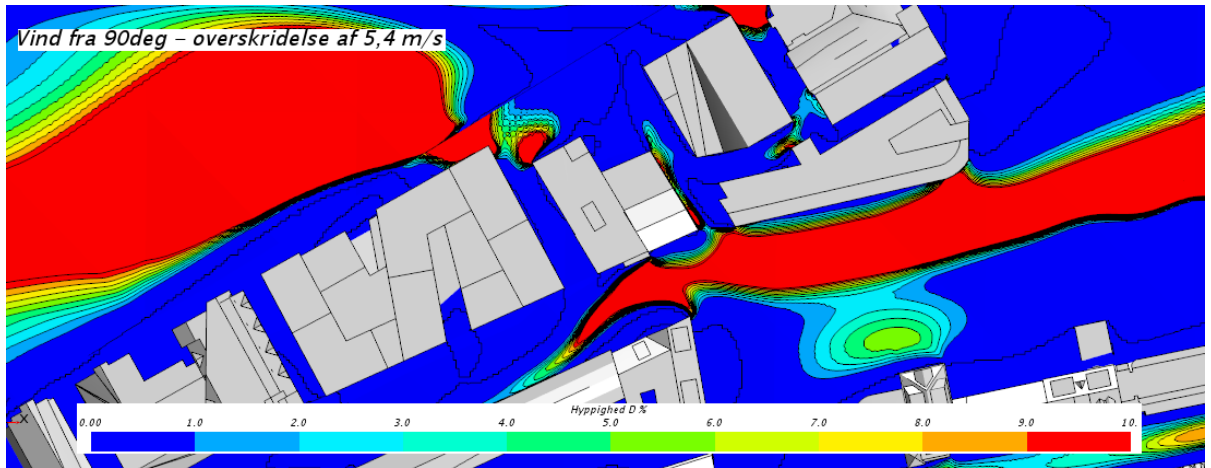 Vind fra 90deg – overskridelse af 5,4 m/s
Hyppighed D %
0.00 1.0 2.0 3.0 4.0 5.0 6.0 7.0 8.0 9.0 10.
X